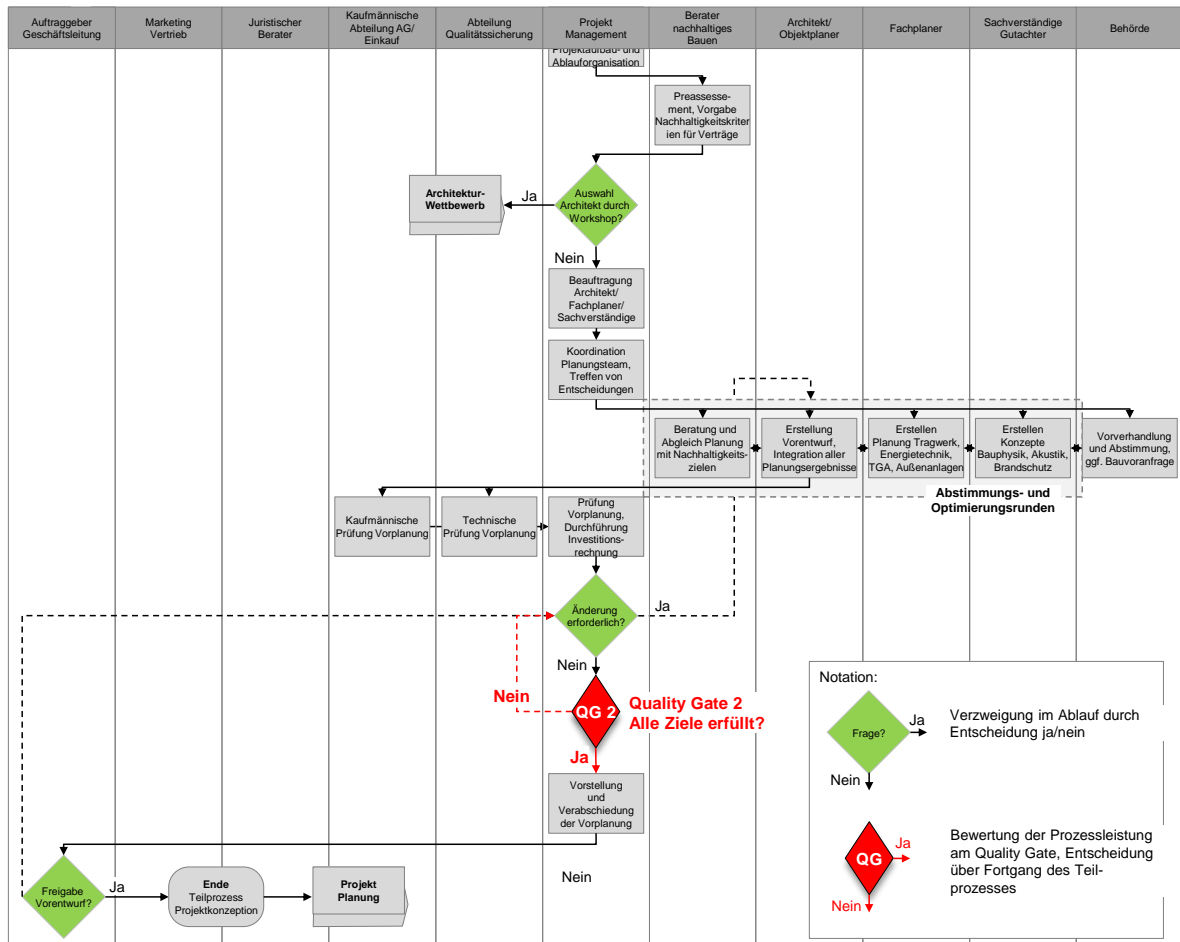 Auftraggeber
Geschäftsleitung
Marketing
Vertrieb
Juristischer
Berater
Kaufmännische
Abteilung AG/
Einkauf
Abteilung
Qualitätssicherung
Projekt
Management
Berater
nachhaltiges
Bauen
Architekt/
Objektplaner
Fachplaner
Sachverständige
Gutachter
Behörde
Projektaufbau- und
Ablauforganisation
Preassesse-
ment, Vorgabe
Nachhaltigkeitskriter
ien für Verträge
Architektur-
Wettbewerb
Ja
Auswahl
Architekt durch
Workshop?
Nein
Beauftragung
Architekt/
Fachplaner/
Sachverständige
Koordination
Planungsteam,
Treffen von
Entscheidungen
Beratung und
Abgleich Planung
mit Nachhaltigkeits-
zielen
Erstellung
Vorentwurf,
Integration aller
Planungsergebnisse
Erstellen
Planung Tragwerk,
Energietechnik,
TGA, Außenanlagen
Erstellen
Konzepte
Bauphysik, Akustik,
Brandschutz
Vorverhandlung
und Abstimmung,
ggf. Bauvoranfrage
Abstimmungs- und
Optimierungsrunden
Kaufmännische
Prüfung Vorplanung
Technische
Prüfung Vorplanung
Prüfung
Vorplanung,
Durchführung
Investitions-
rechnung
Änderung
erforderlich?
Ja
Nein
Nein
QG 2
Quality Gate 2
Alle Ziele erfüllt?
Ja
Vorstellung
und
Verabschiedung
der Vorplanung
Nein
Freigabe
Vorentwurf?
Ja
Ende
Teilprozess
Projektkonzeption
Projekt
Planung
Notation:
Frage?
Ja
Nein
Verzweigung im Ablauf durch
Entscheidung ja/nein
QG
Ja
Nein
Bewertung der Prozessleistung
am Quality Gate, Entscheidung
über Fortgang des Teil-
prozesses